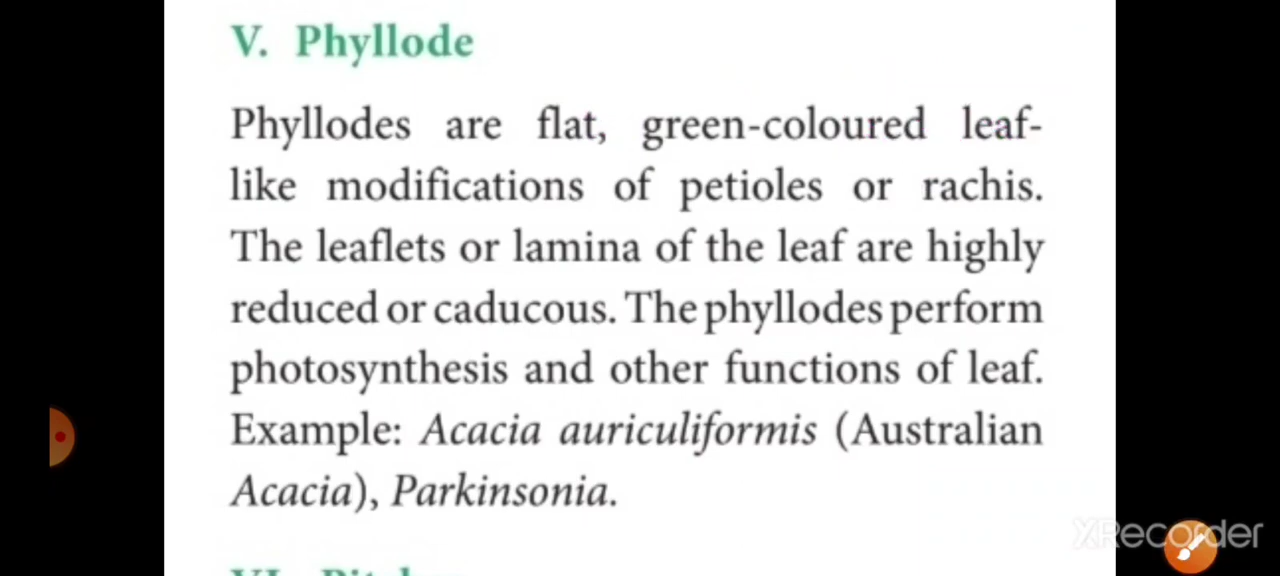 V. Phyllode
Phyllodes are flat, green-coloured leaf-
like modifications of petioles or rachis.
The leaflets or lamina of the leaf are highly
reduced or caducous. The phyllodes perform
photosynthesis and other functions of leaf.
Example: Acacia auriculiformis (Australian
Acacia), Parkinsonia.
XRecorder